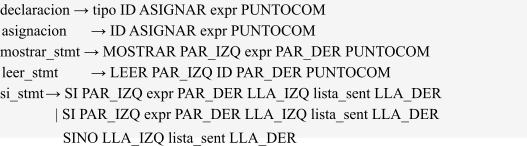 declaracion → tipo ID ASIGNAR expr PUNTOCOM
asignacion → ID ASIGNAR expr PUNTOCOM
mostrar_stmt → MOSTRAR PAR_IZQ expr PAR_DER PUNTOCOM
leer_stmt → LEER PAR_IZQ ID PAR_DER PUNTOCOM
si_stmt → SI PAR_IZQ expr PAR_DER LLA_IZQ lista_sent LLA_DER
| SI PAR_IZQ expr PAR_DER LLA_IZQ lista_sent LLA_DER
SINO LLA_IZQ lista_sent LLA_DER